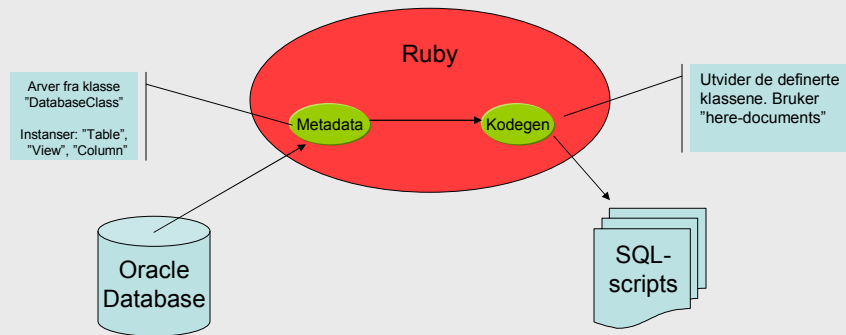 Ruby
Arver fra klasse
"DatabaseClass"
Instanser: "Table",
"View", "Column"
Utvider de definerte
klassene. Bruker
"here-documents"
Metadata
Kodegen
Oracle
Database
SQL-
scripts